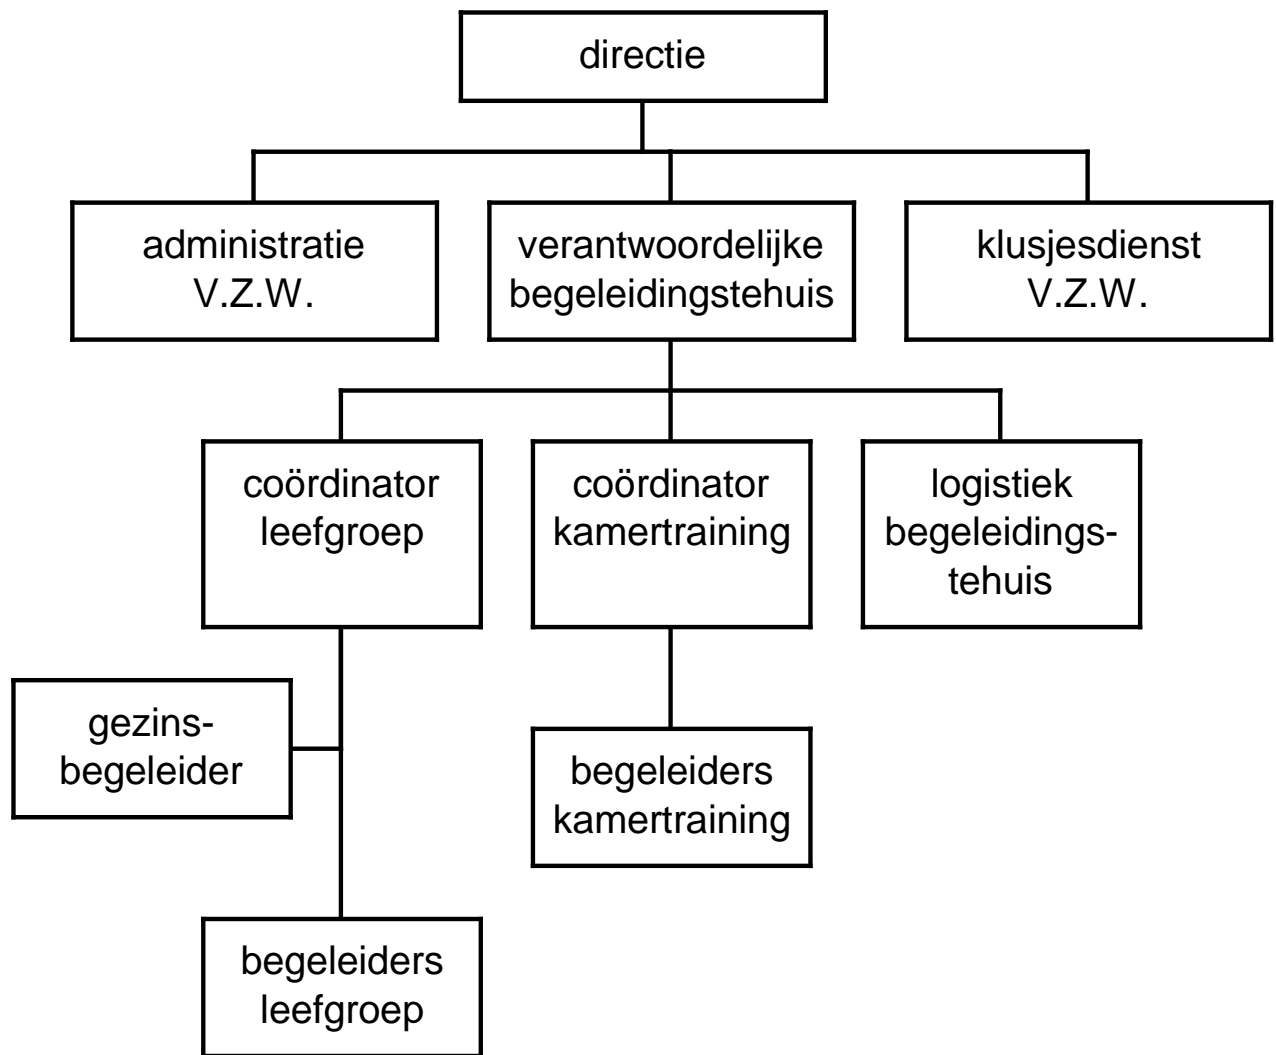 directie
administratie
V.Z.W.
verantwoordelijke
begeleidingstehuis
klusjesdienst
V.Z.W.
coördinator
leefgroep
coördinator
kamertraining
logistiek
begeleidings-
tehuis
gezins-
begeleider
begeleiders
kamertraining
begeleiders
leefgroep